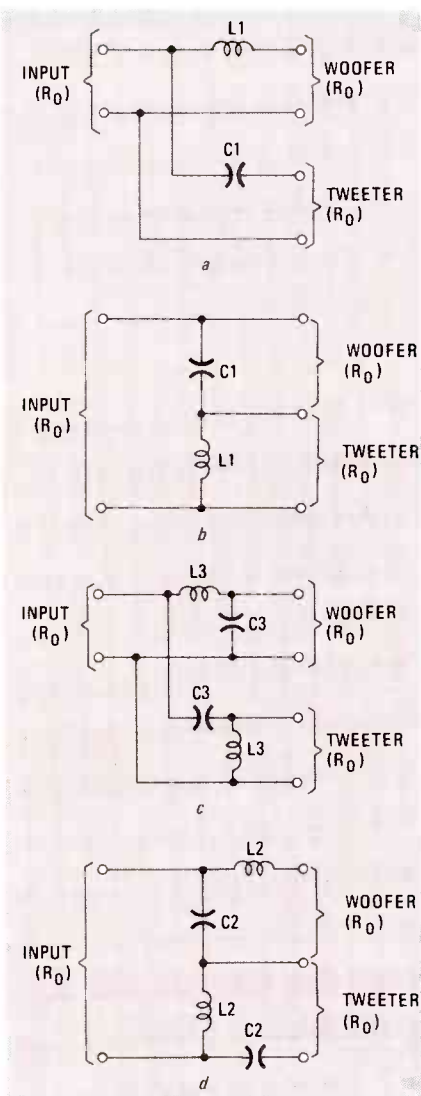 L1
INPUT
(R₀)
WOOFER
(R₀)
C1
TWEETER
(R₀)
a
C1
WOOFER
(R₀)
INPUT
(R₀)
L1
TWEETER
(R₀)
b
L3
INPUT
(R₀)
C3
WOOFER
(R₀)
C3
L3
TWEETER
(R₀)
c
L2
C2
WOOFER
(R₀)
INPUT
(R₀)
L2
TWEETER
(R₀)
C2
d